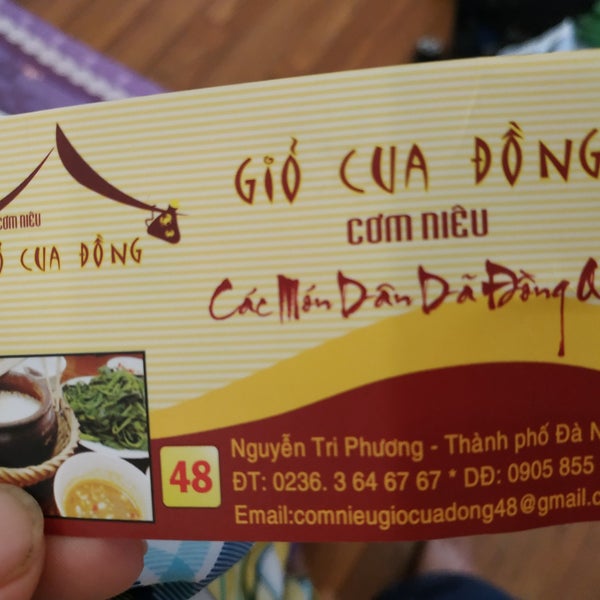 CƠM NIÊU
CUA ĐỒNG
GIỎ CUA ĐỒNG
CƠM NIÊU
Các Món Dân Dã Đồng
48
Nguyễn Tri Phương - Thành phố Đà
ĐT: 0236. 3 64 67 67 * DĐ: 0905 855
Email:comnieugiocuadong48@gmail.